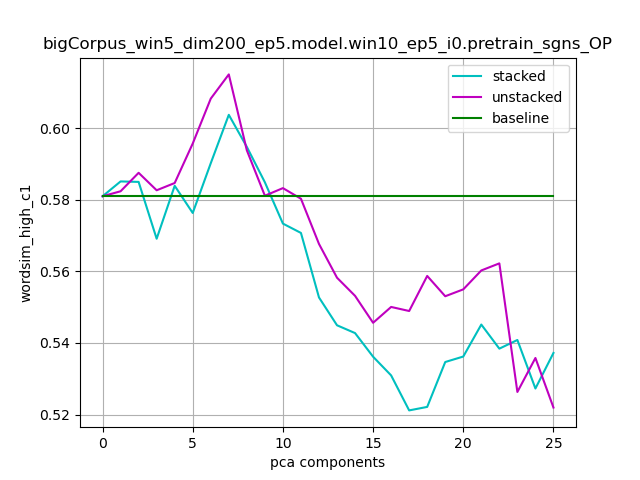 bigCorpus_win5_dim200_ep5.model.win10_ep5_i0.pretrain_sgns_OP
stacked
unstacked
baseline
0.60
0.58
0.56
0.54
0.52
wordsim_high_c1
0 5 10 15 20 25
pca components